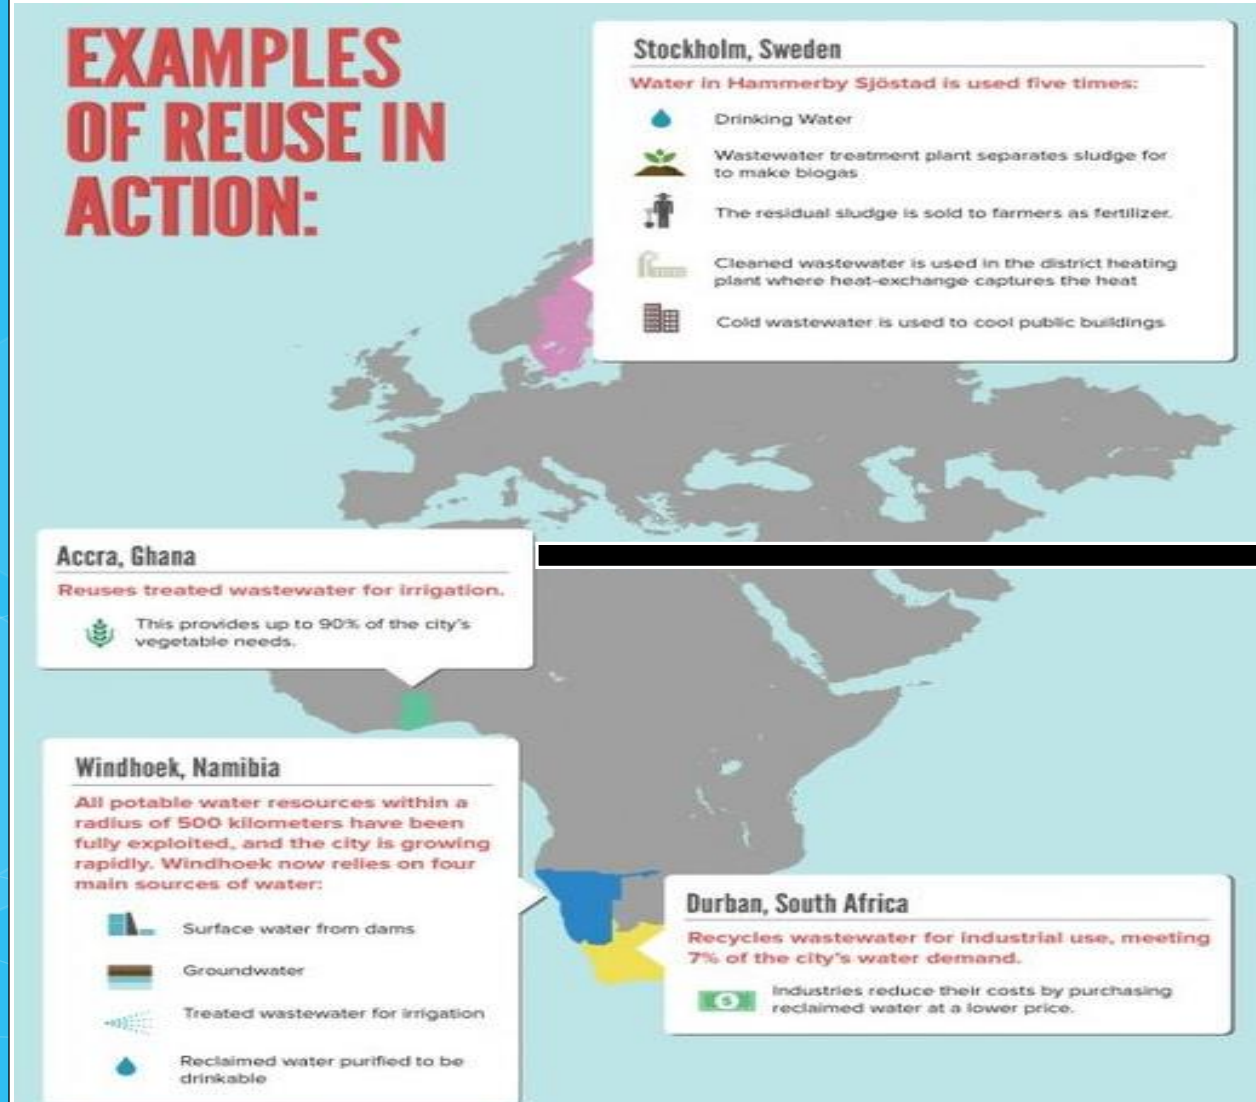 EXAMPLES
OF REUSE IN
ACTION:
Stockholm, Sweden
Water in Hammerby Sjöstad is used five times:
Drinking Water
Wastewater treatment plant separates sludge for
to make biogas
The residual sludge is sold to farmers as fertilizer.
Cleaned wastewater is used in the district heating
plant where heat-exchange captures the heat
Cold wastewater is used to cool public buildings
Accra, Ghana
Reuses treated wastewater for irrigation.
This provides up to 90% of the city's
vegetable needs.
Windhoek, Namibia
All potable water resources within a
radius of 500 kilometers have been
fully exploited, and the city is growing
rapidly. Windhoek now relies on four
main sources of water:
Surface water from dams
Groundwater
Treated wastewater for irrigation
Reclaimed water purified to be
drinkable
Durban, South Africa
Recycles wastewater for industrial use, meeting
7% of the city's water demand.
$
Industries reduce their costs by purchasing
reclaimed water at a lower price.